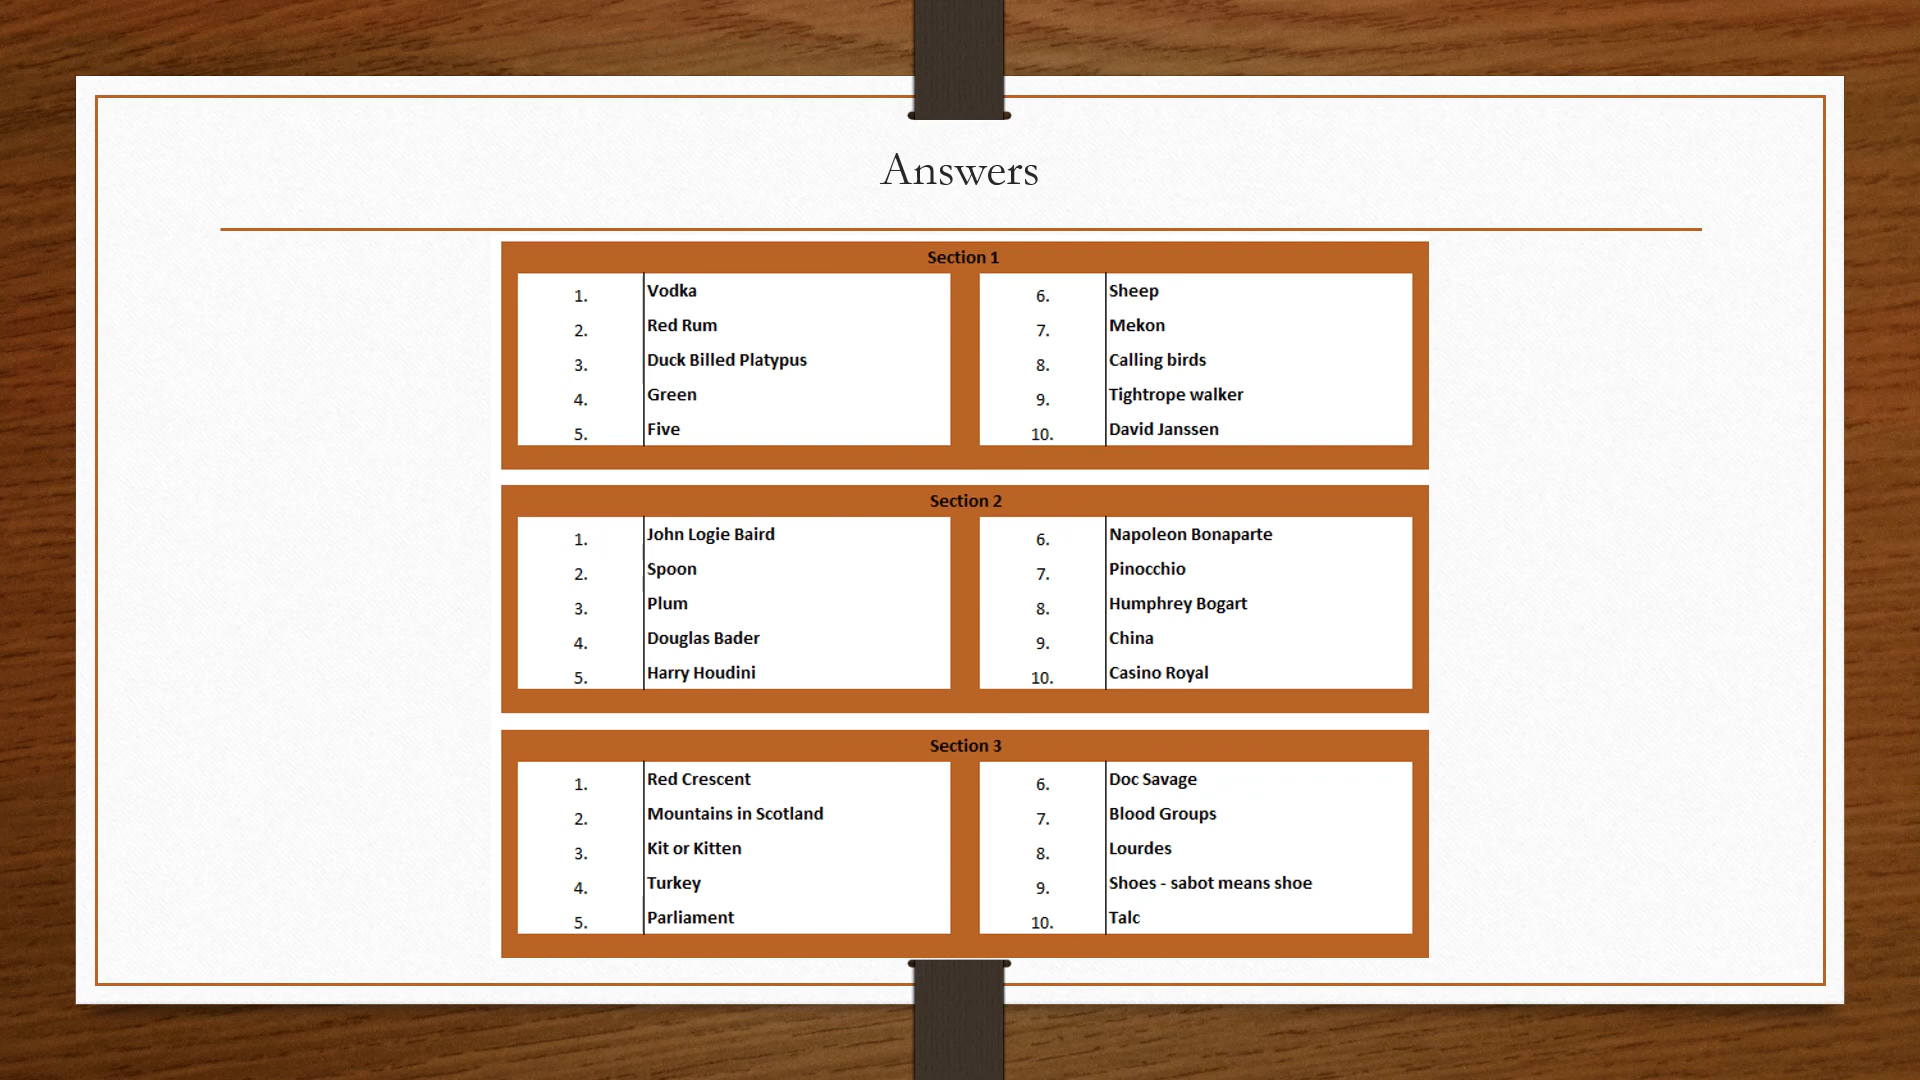 Answers
Section 1
1. Vodka
2. Red Rum
3. Duck Billed Platypus
4. Green
5. Five
6. Sheep
7. Mekon
8. Calling birds
9. Tightrope walker
10. David Janssen
Section 2
1. John Logie Baird
2. Spoon
3. Plum
4. Douglas Bader
5. Harry Houdini
6. Napoleon Bonaparte
7. Pinocchio
8. Humphrey Bogart
9. China
10. Casino Royal
Section 3
1. Red Crescent
2. Mountains in Scotland
3. Kit or Kitten
4. Turkey
5. Parliament
6. Doc Savage
7. Blood Groups
8. Lourdes
9. Shoes - sabot means shoe
10. Talc